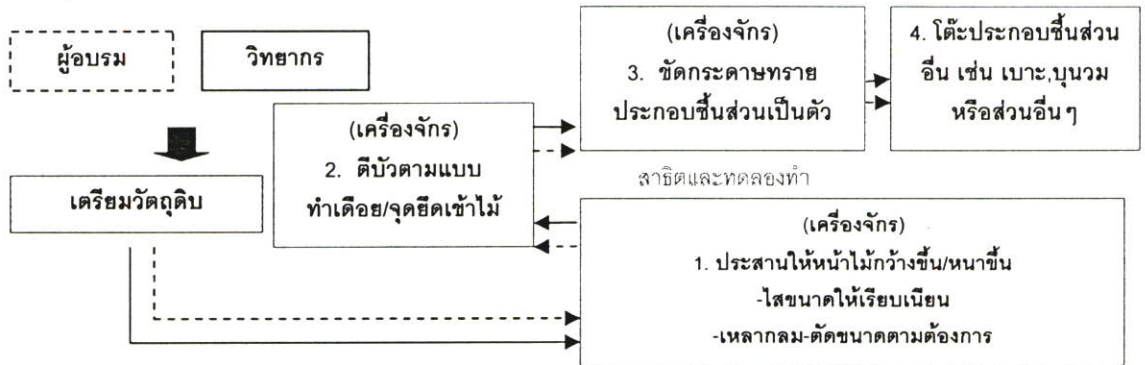 ผู้อบรม
วิทยากร
เตรียมวัตถุดิบ
(เครื่องจักร)
2. ตีบัวตามแบบ
ทำเดือย/จุดยึดเข้าไม้
(เครื่องจักร)
3. ขัดกระดาษทราย
ประกอบชิ้นส่วนเป็นตัว
4. โต๊ะประกอบชิ้นส่วน
อื่น เช่น เบาะ,บุนวม
หรือส่วนอื่นๆ
สาธิตและทดลองทำ
(เครื่องจักร)
1. ประสานให้หน้าไม้กว้างขึ้น/หนาขึ้น
-ไสขนาดให้เรียบเนียน
-เหลากลม-ตัดขนาดตามต้องการ